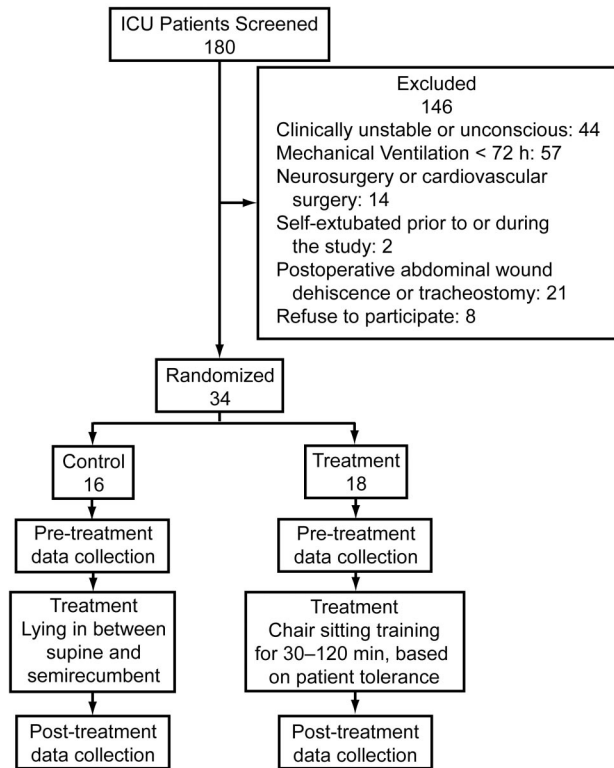 ICU Patients Screened
180
Excluded
146
Clinically unstable or unconscious: 44
Mechanical Ventilation < 72 h: 57
Neurosurgery or cardiovascular
surgery: 14
Self-extubated prior to or during
the study: 2
Postoperative abdominal wound
dehiscence or tracheostomy: 21
Refuse to participate: 8
Randomized
34
Control
16
Treatment
18
Pre-treatment
data collection
Pre-treatment
data collection
Treatment
Lying in between
supine and
semirecumbent
Treatment
Chair sitting training
for 30–120 min, based
on patient tolerance
Post-treatment
data collection
Post-treatment
data collection